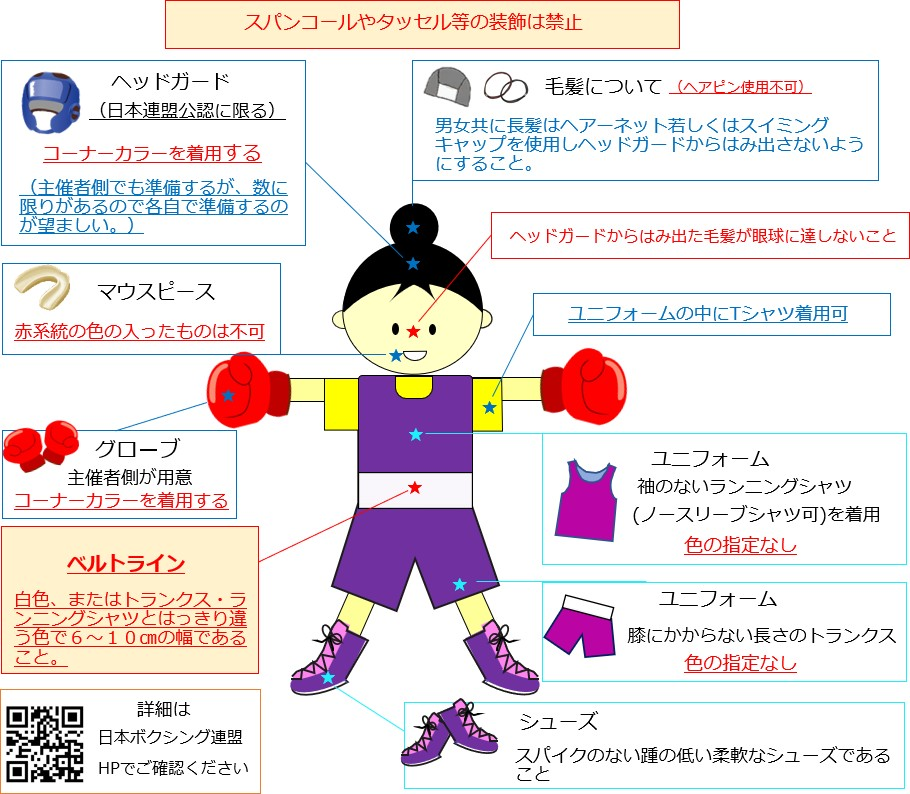 スパンコールやタッセル等の装飾は禁止
ヘッドガード
（日本連盟公認に限る）
コーナーカラーを着用する
（主催者側でも準備するが、数に
限りがあるので各自で準備するの
が望ましい。）
毛髪について（ヘアピン使用不可）
男女共に長髪はヘアーネット若しくはスイミング
キャップを使用しヘッドガードからはみ出さないよう
にすること。
ヘッドガードからはみ出た毛髪が眼球に達しないこと
マウスピース
赤系統の色の入ったものは不可
ユニフォームの中にTシャツ着用可
グローブ
主催者側が用意
コーナーカラーを着用する
ユニフォーム
袖のないランニングシャツ
(ノースリーブシャツ可)を着用
色の指定なし
ベルトライン
白色、またはトランクス・ラ
ンニングシャツとはっきり違
う色で６～１０㎝の幅である
こと。
ユニフォーム
膝にかからない長さのトランクス
色の指定なし
詳細は
日本ボクシング連盟
HPでご確認ください
シューズ
スパイクのない踵の低い柔軟なシューズである
こと